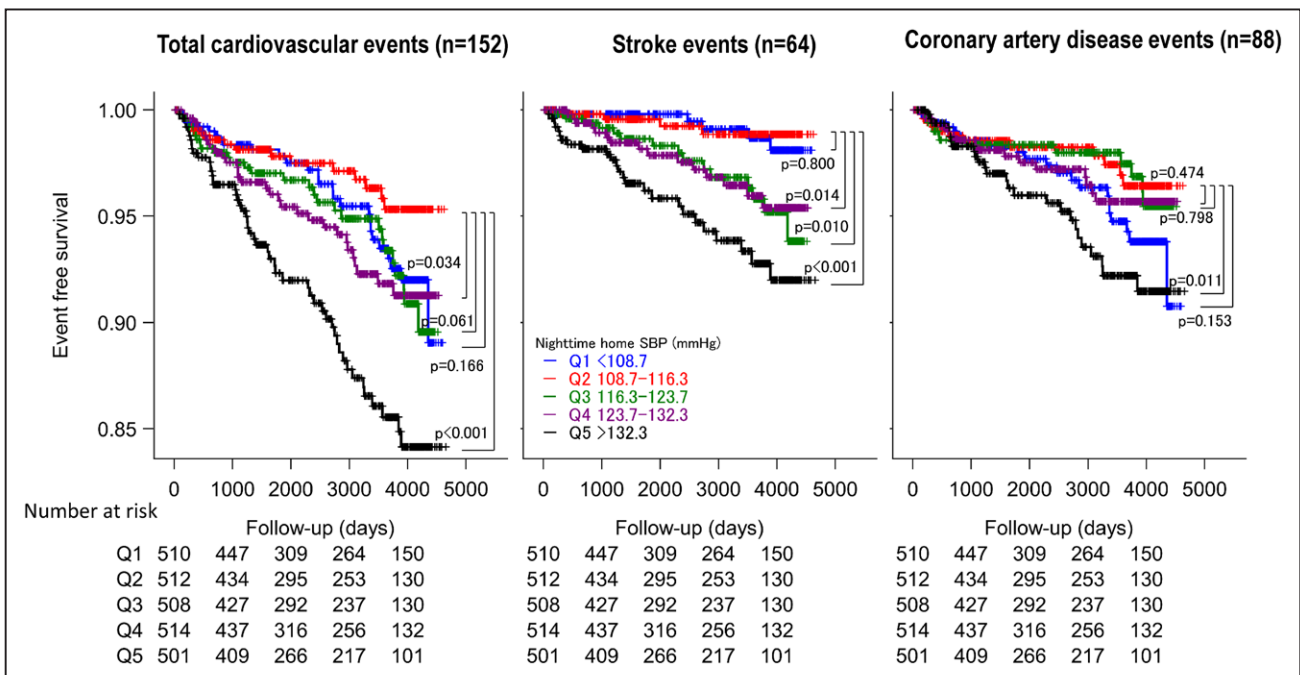 Total cardiovascular events (n=152)
Stroke events (n=64)
Coronary artery disease events (n=88)
Event free survival
1.00
0.95
0.90
0.85
p=0.034
p=0.061
p=0.166
p<0.001
p=0.800
p=0.014
p=0.010
p<0.001
p=0.474
p=0.798
p=0.011
p=0.153
Nighttime home SBP (mmHg)
Q1 <108.7
Q2 108.7-116.3
Q3 116.3-123.7
Q4 123.7-132.3
Q5 >132.3
0 1000 2000 3000 4000 5000 0 1000 2000 3000 4000 5000 0 1000 2000 3000 4000 5000
Number at risk
Follow-up (days) Follow-up (days) Follow-up (days)
Q1 510 447 309 264 150 510 447 309 264 150 510 447 309 264 150
Q2 512 434 295 253 130 512 434 295 253 130 512 434 295 253 130
Q3 508 427 292 237 130 508 427 292 237 130 508 427 292 237 130
Q4 514 437 316 256 132 514 437 316 256 132 514 437 316 256 132
Q5 501 409 266 217 101 501 409 266 217 101 501 409 266 217 101